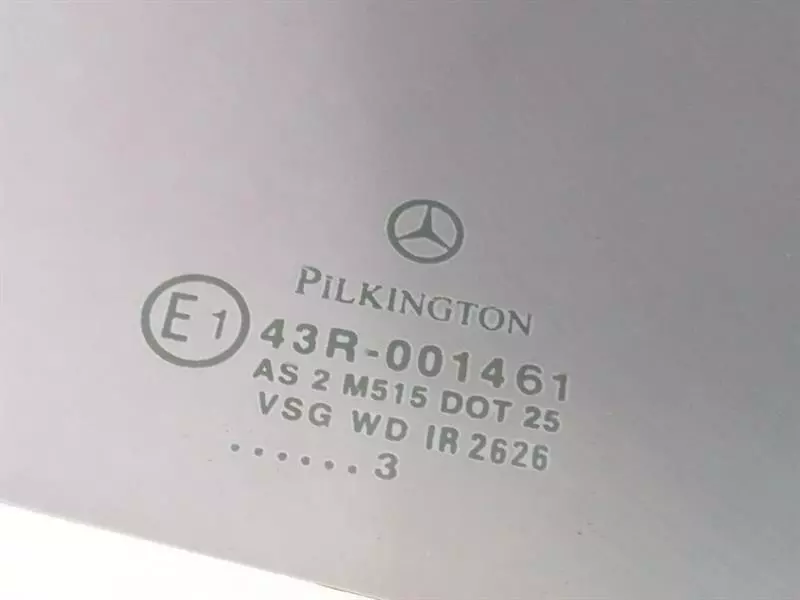 PiLKINGTON
E1 43R-001461
AS 2 M515 DOT 25
VSG WD IR 2626
. . . . . . 3